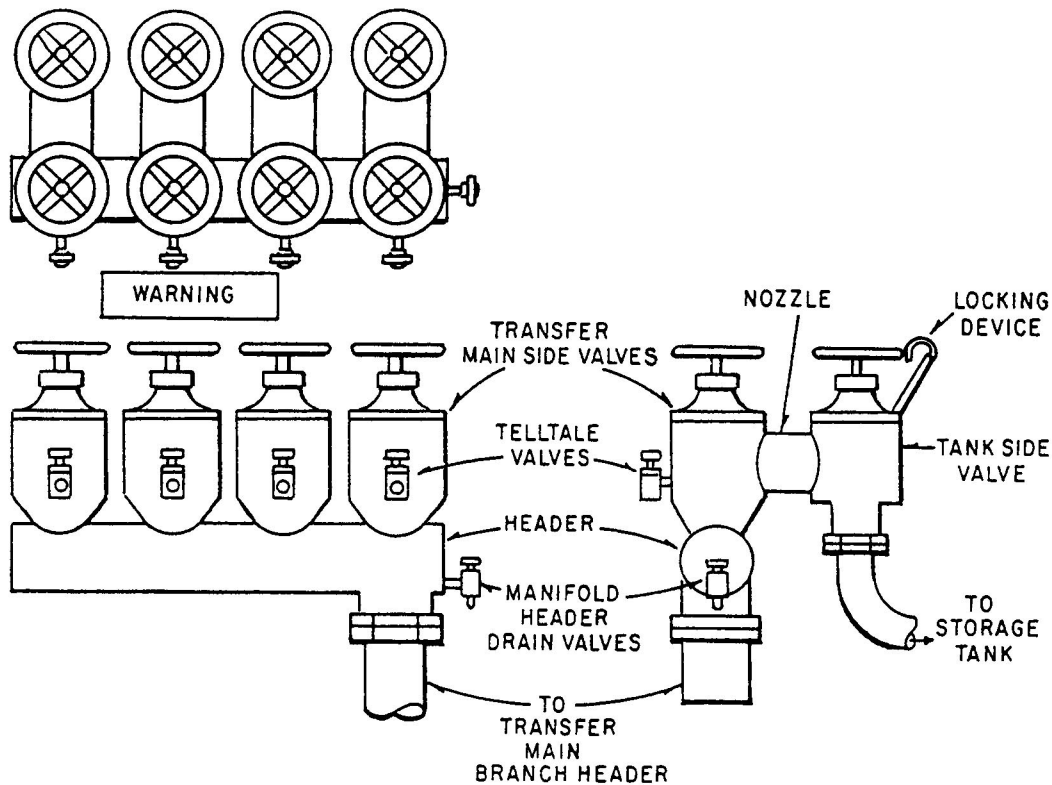 WARNING
TRANSFER
MAIN SIDE VALVES
NOZZLE
LOCKING
DEVICE
TELLTALE
VALVES
TANK SIDE
VALVE
HEADER
MANIFOLD
HEADER
DRAIN VALVES
TO
STORAGE
TANK
TO
TRANSFER
MAIN
BRANCH HEADER